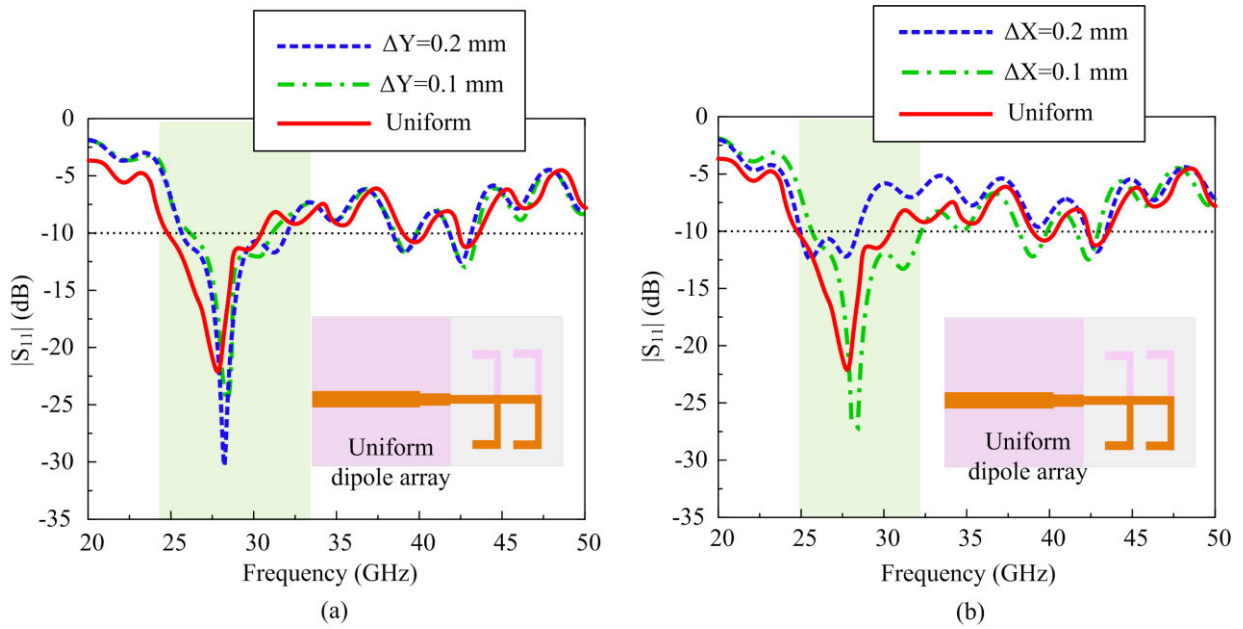 ΔY=0.2 mm
ΔY=0.1 mm
Uniform
0
-5
-10
-15
-20
-25
-30
-35
|S11| (dB)
Uniform
dipole array
20 25 30 35 40 45 50
Frequency (GHz)
(a)
ΔX=0.2 mm
ΔX=0.1 mm
Uniform
0
-5
-10
-15
-20
-25
-30
-35
|S11| (dB)
Uniform
dipole array
20 25 30 35 40 45 50
Frequency (GHz)
(b)